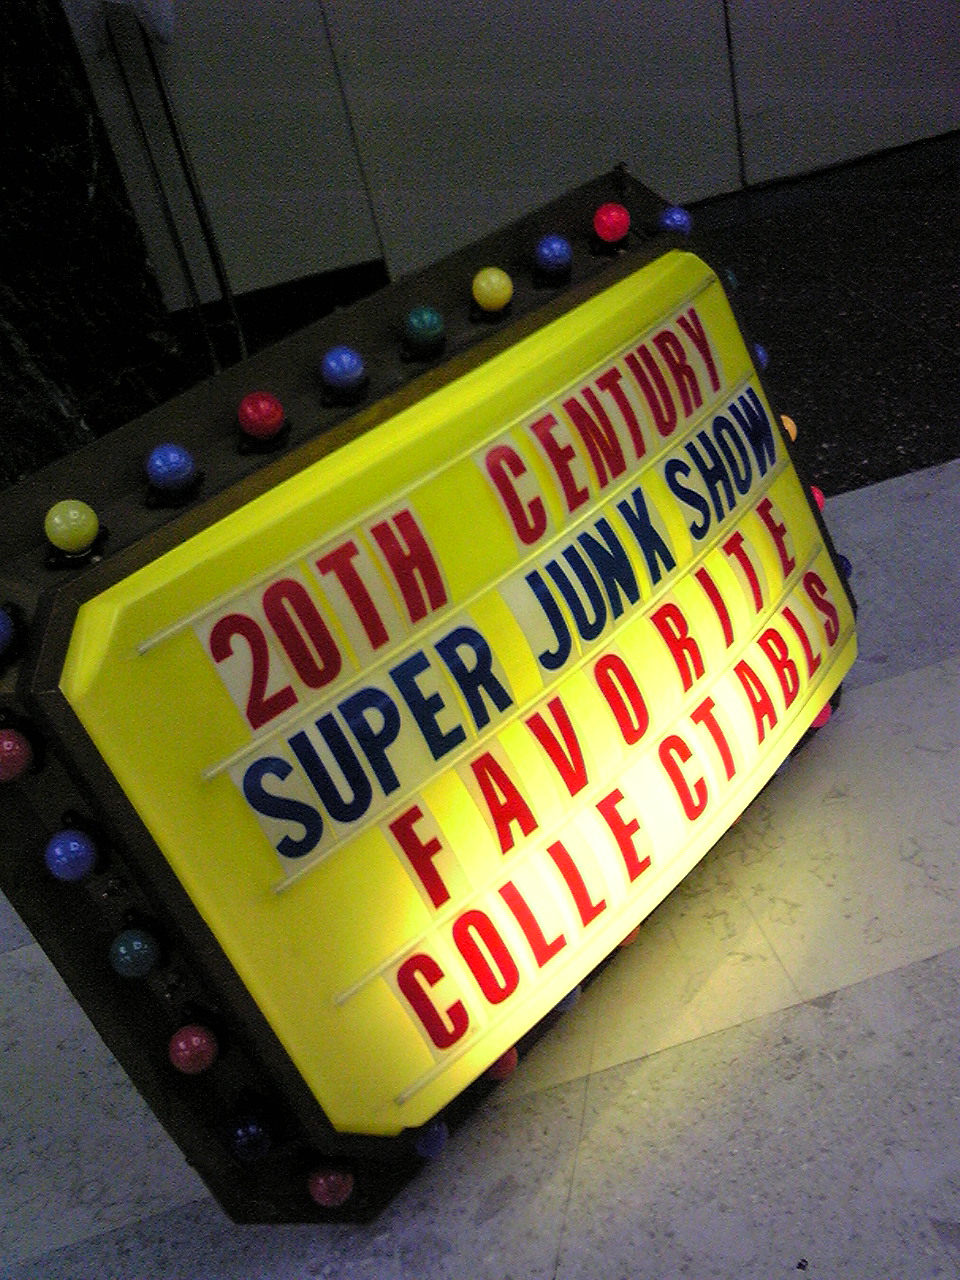 20TH CENTURY
SUPER JUNK SHOW
FAVORITE
COLLECTABLS